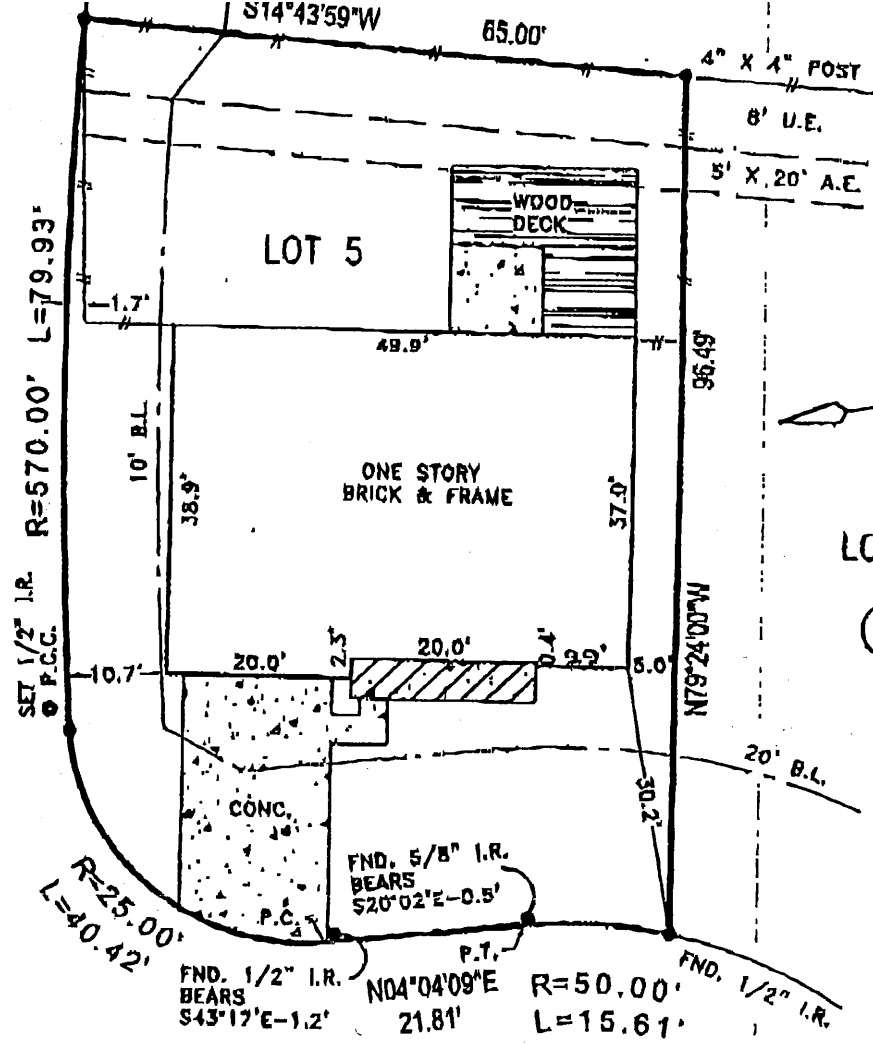 S14°43'59"W
65.00'
4" X 4" POST
8' U.E.
5' X 20' A.E.
WOOD
DECK
LOT 5
R=570.00' L=79.93'
1.7'
49.9'
96.49'
10' B.L.
38.9'
ONE STORY
BRICK & FRAME
37.0'
LO
SET 1/2" I.R.
@ P.C.C.
10.7'
20.0'
2.3'
20.0'
0.4'
5.0'
N79°24'00"W
20' B.L.
30.2'
CONC.
FND. 5/8" I.R.
BEARS
S20°02'E-0.5'
R=25.00'
L=40.42'
P.C.
P.T.
FND. 1/2" I.R.
BEARS
S43°17'E-1.2'
N04°04'09"E
21.81'
R=50.00'
L=15.61'
FND. 1/2" I.R.